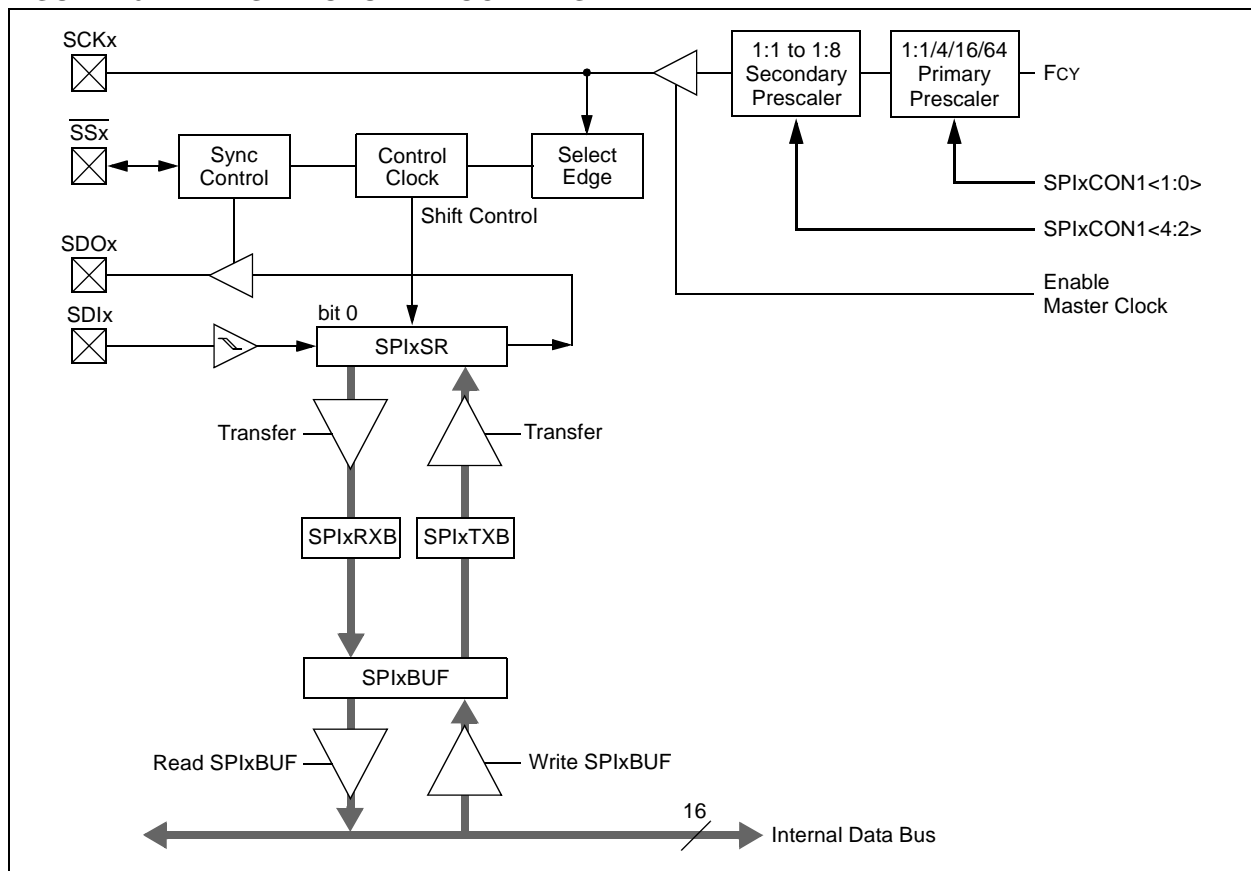 SCKx
1:1 to 1:8
Secondary
Prescaler
1:1/4/16/64
Primary
Prescaler
FCY
SSx
Sync
Control
Control
Clock
Select
Edge
SPIxCON1<1:0>
Shift Control
SPIxCON1<4:2>
SDOx
Enable
Master Clock
SDIx
bit 0
SPIxSR
Transfer
Transfer
SPIxRXB
SPIxTXB
SPIxBUF
Read SPIxBUF
Write SPIxBUF
16
Internal Data Bus